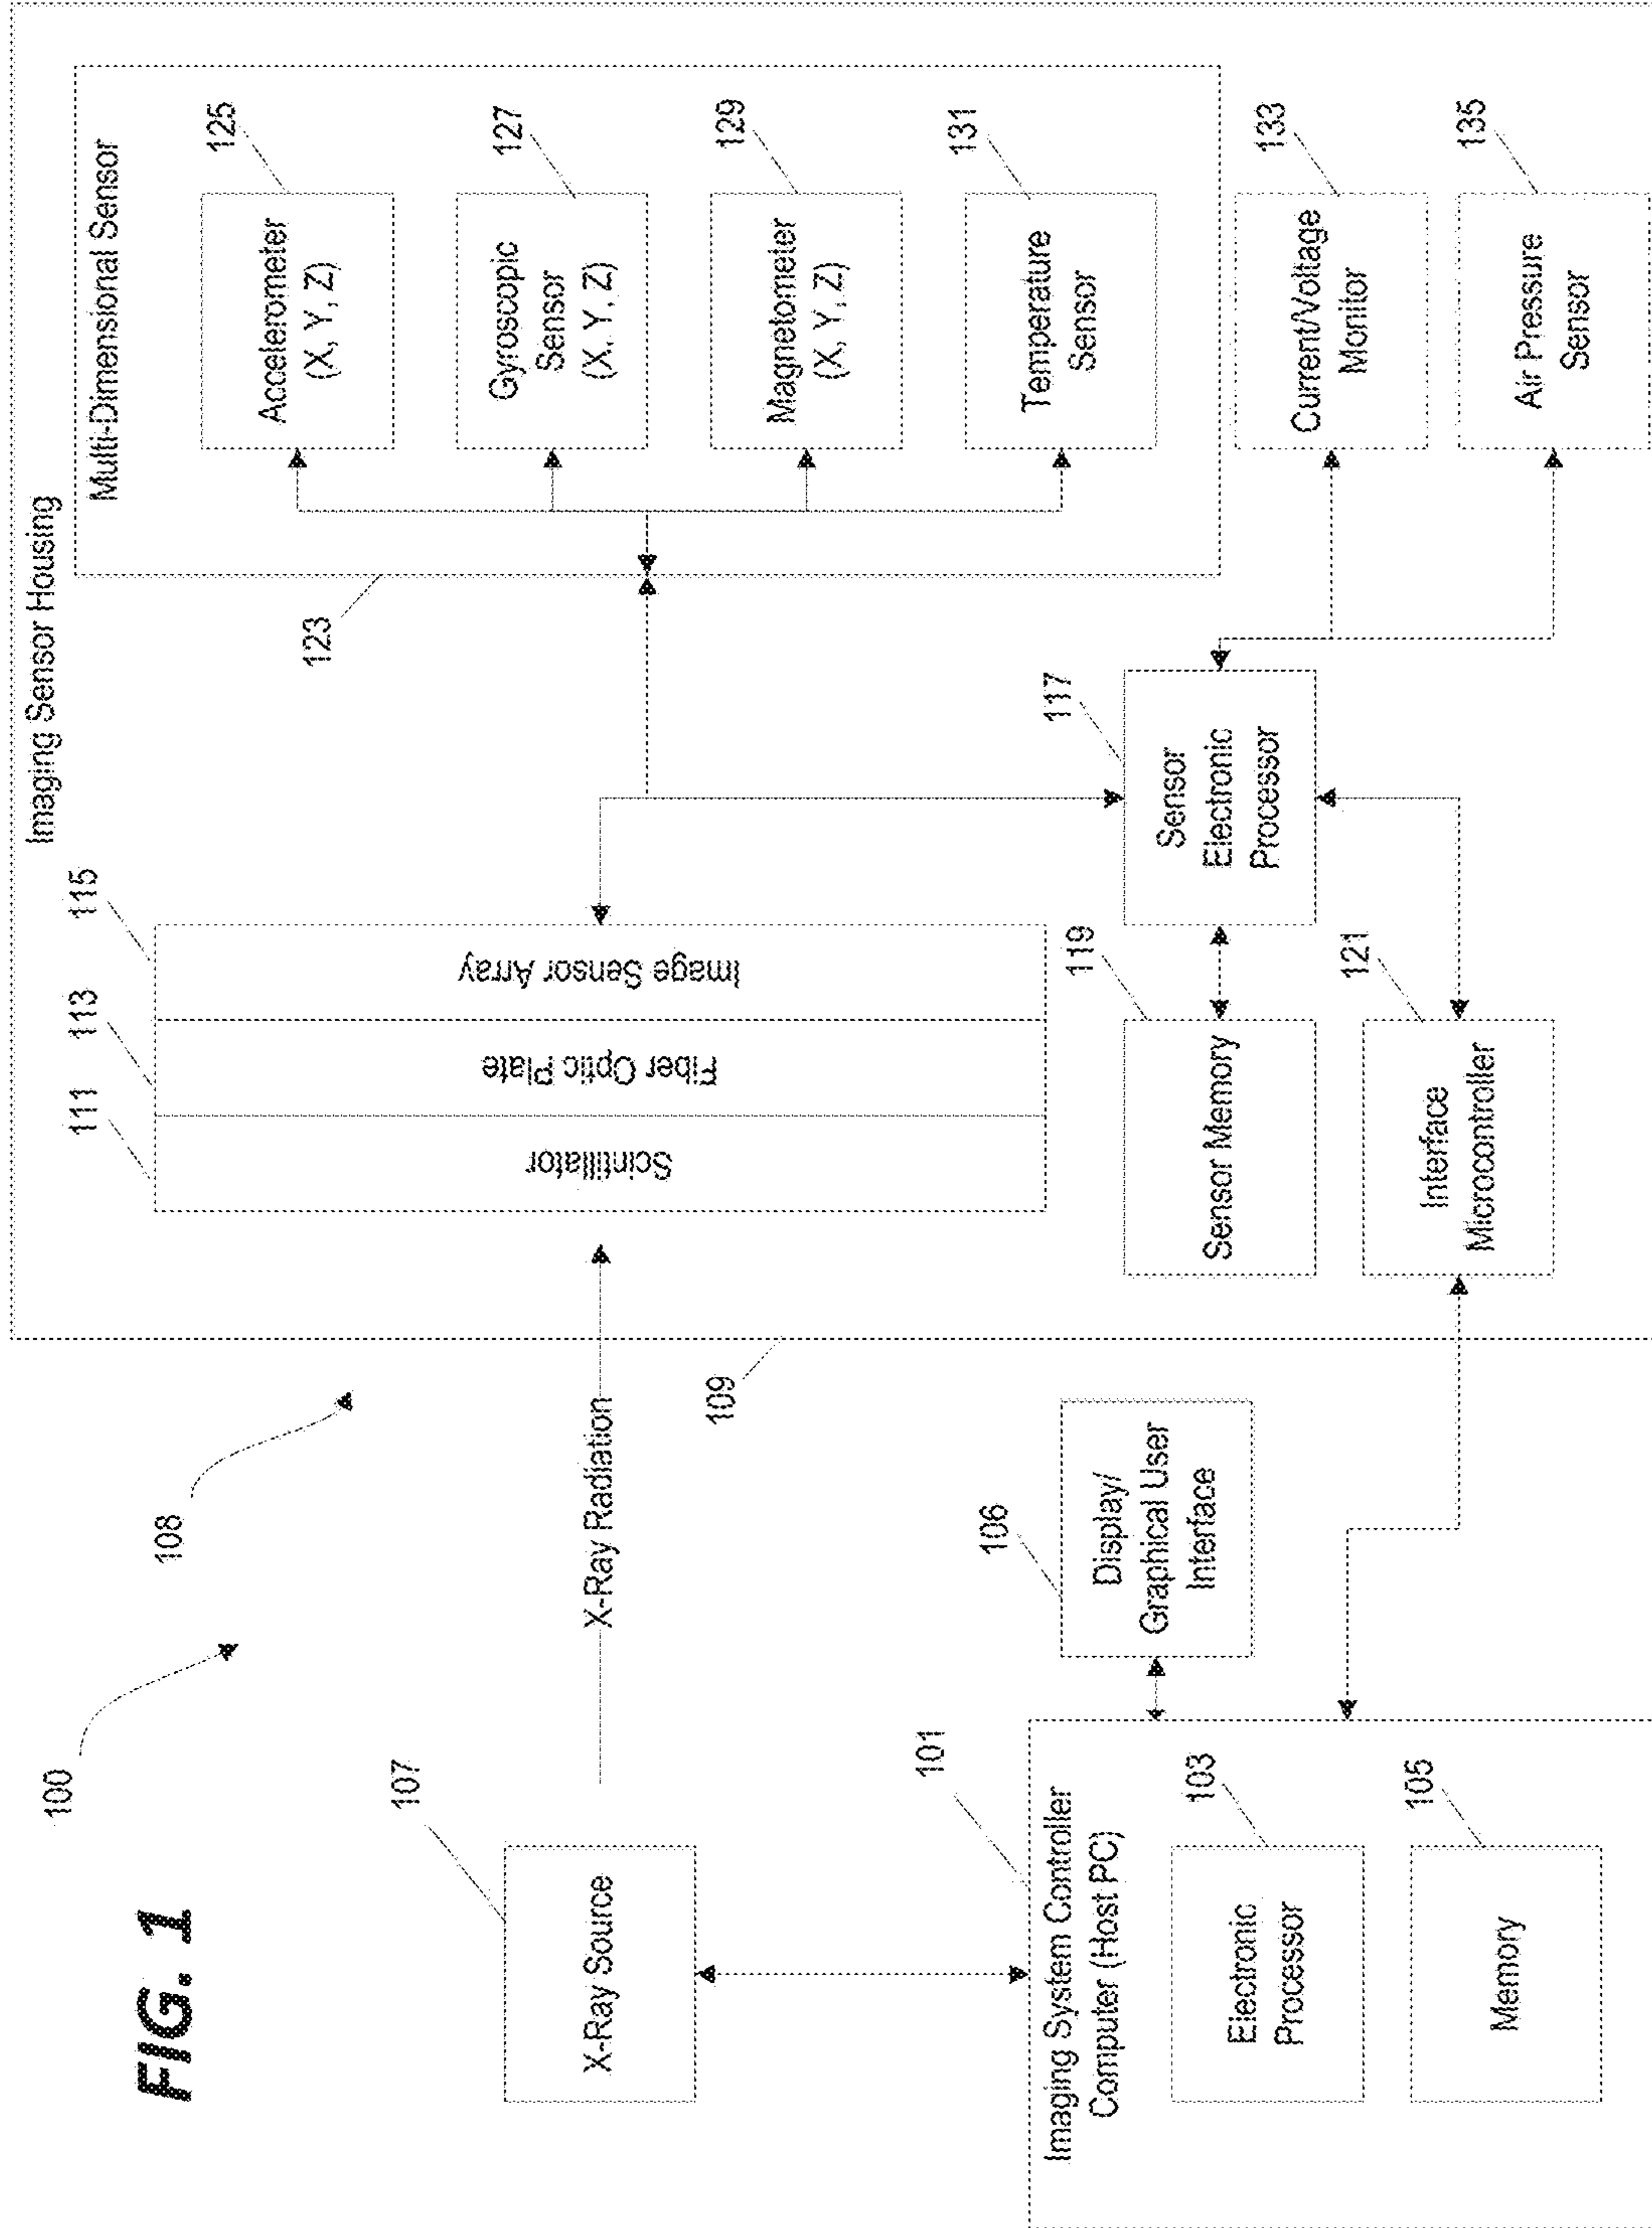 FIG. 1
100
108
107
X-Ray Source
X-Ray Radiation
101
Imaging System Controller
Computer (Host PC)
103
Electronic
Processor
105
Memory
106
Display/
Graphical User
Interface
109
Imaging Sensor Housing
111
113
115
Scintillator
Fiber Optic Plate
Image Sensor Array
117
Sensor
Electronic
Processor
119
Sensor Memory
121
Interface
Microcontroller
123
Multi-Dimensional Sensor
125
Accelerometer
(X, Y, Z)
127
Gyroscopic
Sensor
(X, Y, Z)
129
Magnetometer
(X, Y, Z)
131
Temperature
Sensor
133
Current/Voltage
Monitor
135
Air Pressure
Sensor